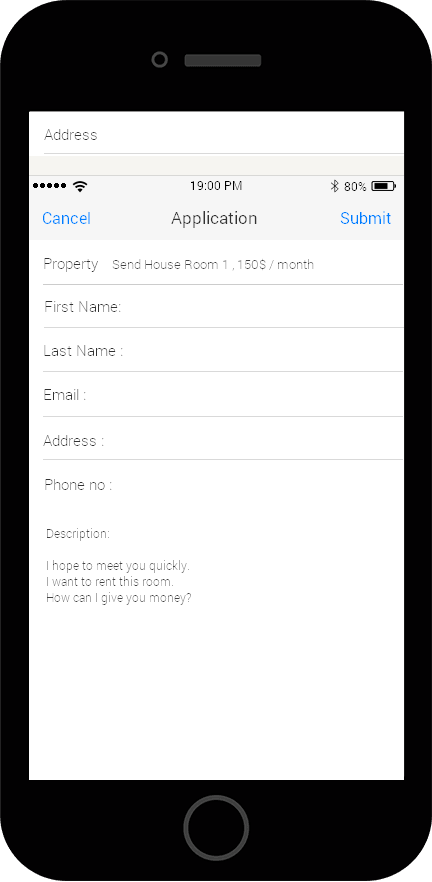 Address
19:00 PM 80%
Cancel Application Submit
Property Send House Room 1 , 150$ / month
First Name:
Last Name :
Email :
Address :
Phone no :
Description:
I hope to meet you quickly.
I want to rent this room.
How can I give you money?